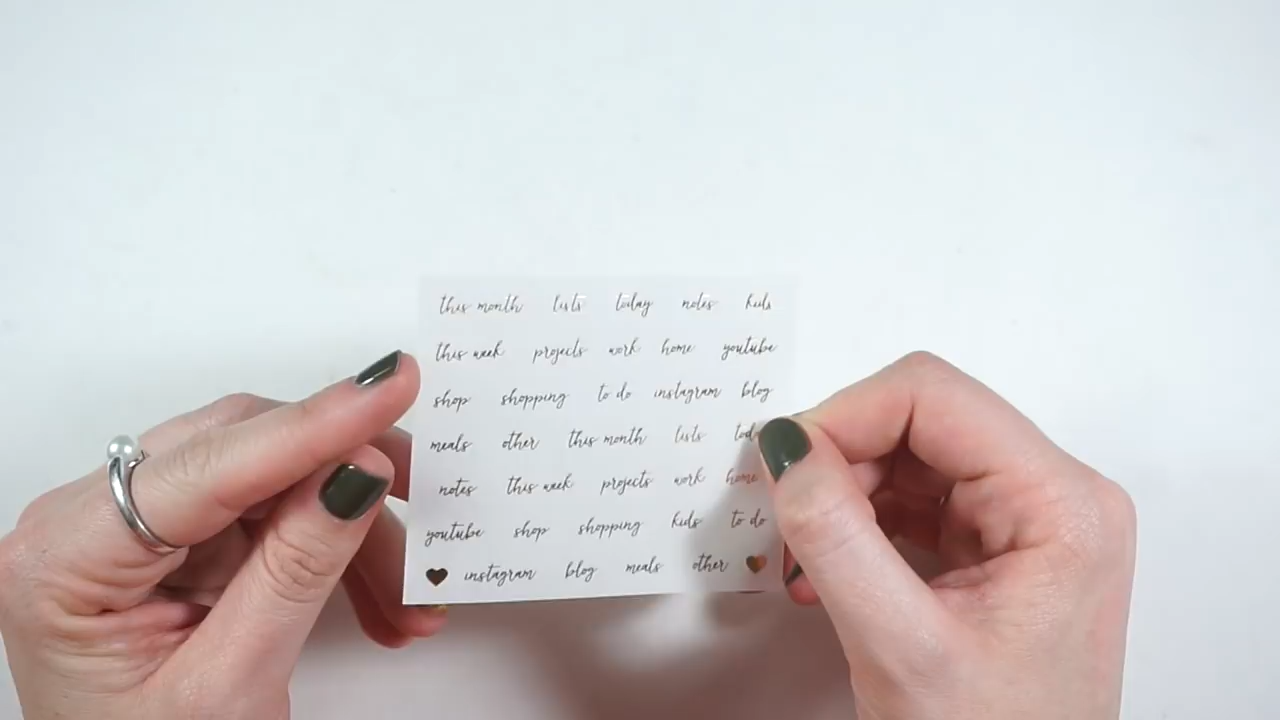 this month lists today notes kids
this week projects work home youtube
shop shopping to do instagram blog
meals other this month lists tod
notes this week projects work home
youtube shop shopping kids to do
instagram blog meals other